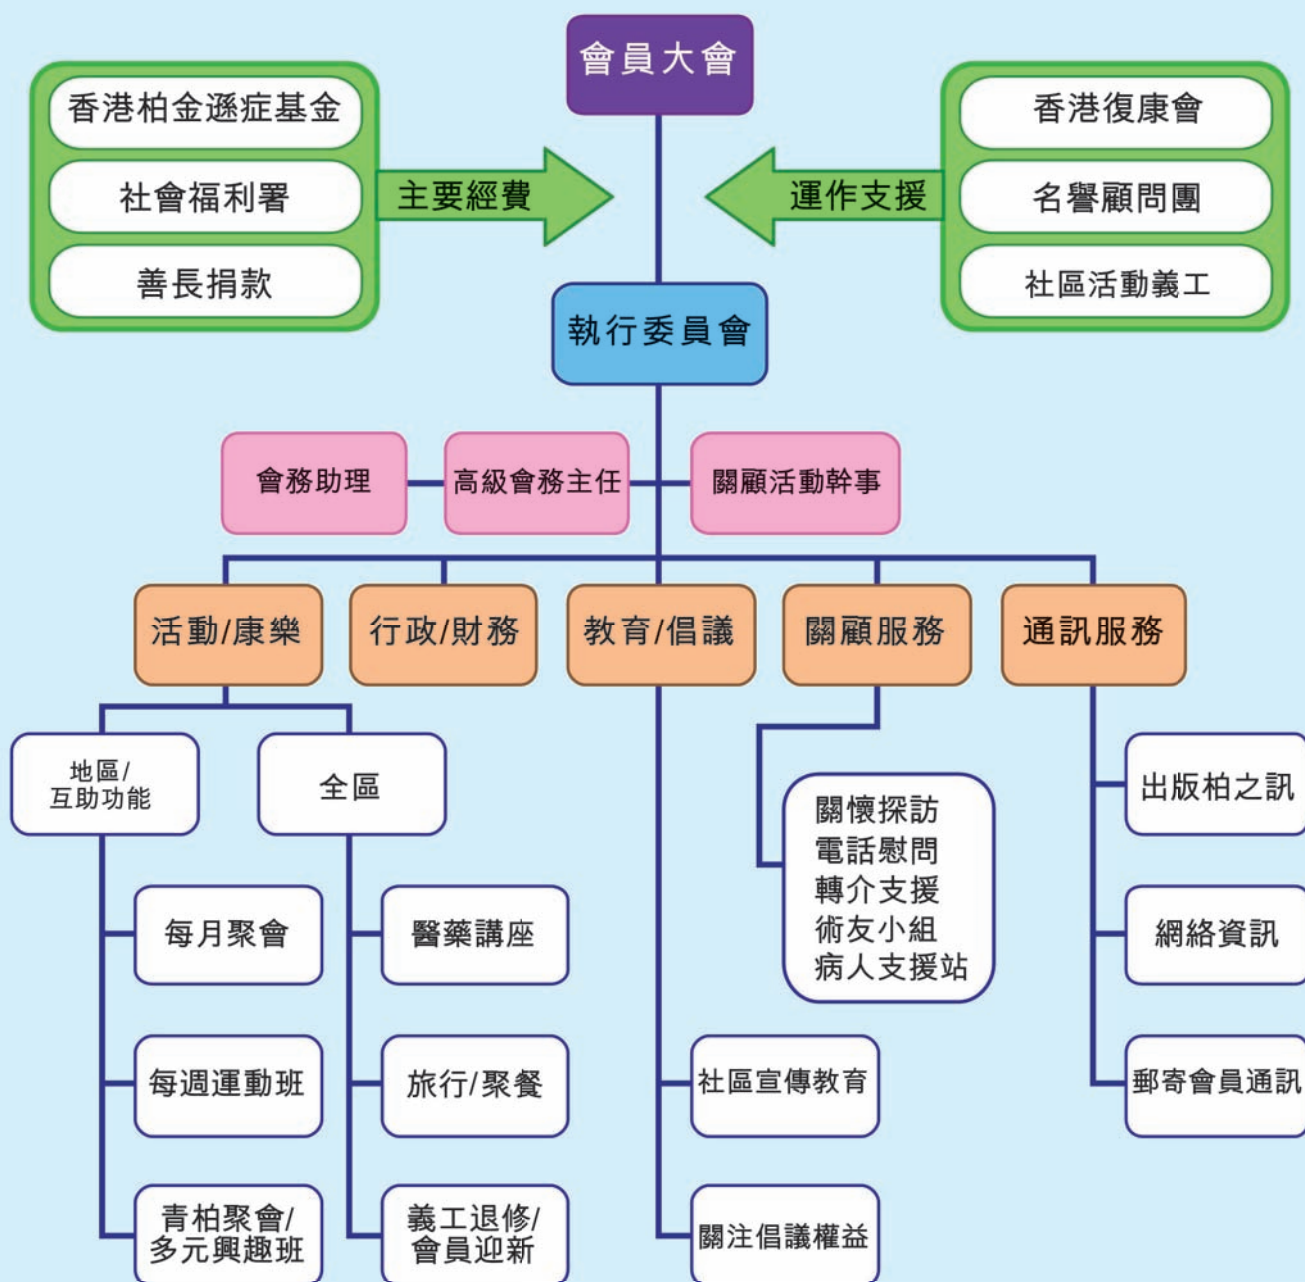 會員大會
香港柏金遜症基金
社會福利署
善長捐款
主要經費
運作支援
香港復康會
名譽顧問團
社區活動義工
執行委員會
會務助理
高級會務主任
關顧活動幹事
活動/康樂
行政/財務
教育/倡議
關顧服務
通訊服務
地區/
互助功能
全區
每月聚會
每週運動班
青柏聚會/
多元興趣班
醫藥講座
旅行/聚餐
義工退修/
會員迎新
社區宣傳教育
關注倡議權益
關懷探訪
電話慰問
轉介支援
術友小組
病人支援站
出版柏之訊
網絡資訊
郵寄會員通訊